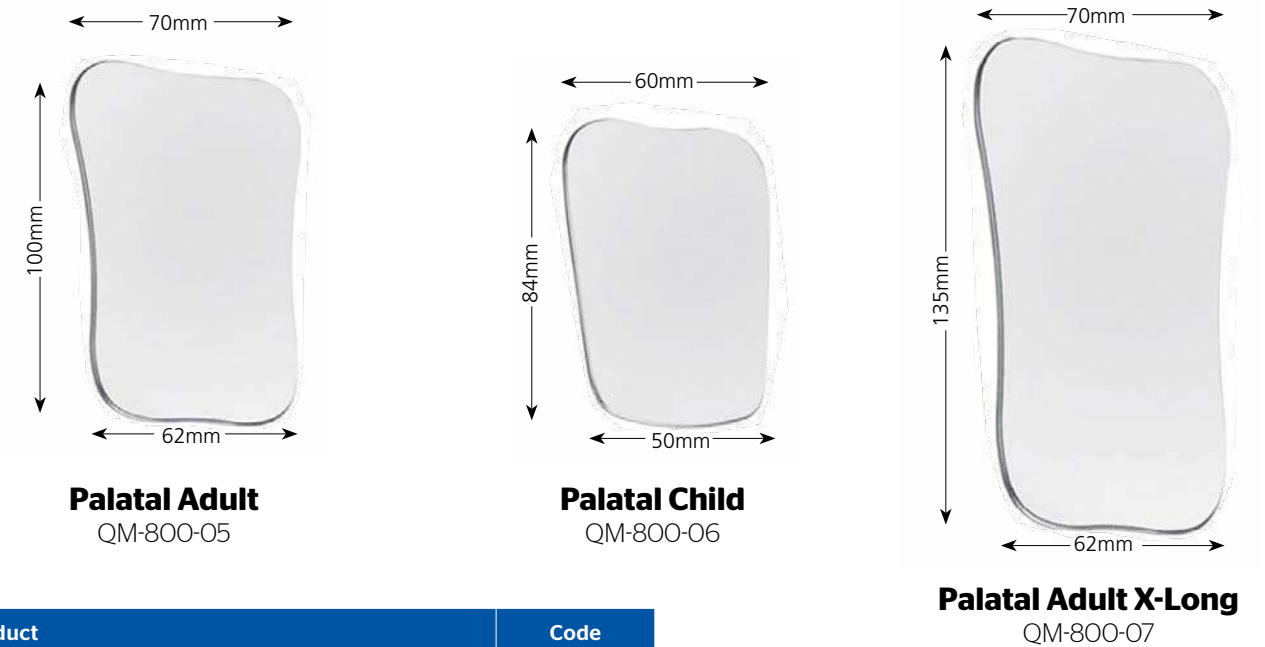 70mm
100mm
62mm
Palatal Adult
QM-800-05
60mm
84mm
50mm
Palatal Child
QM-800-06
70mm
135mm
62mm
Palatal Adult X-Long
QM-800-07
duct
Code